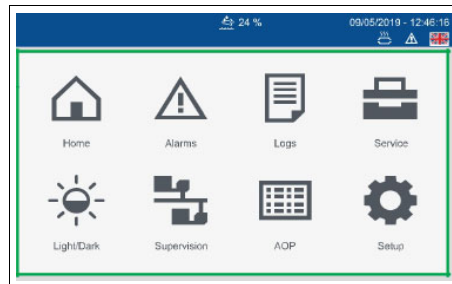 24 % 09/05/2019 - 12:46:16
Home Alarms Logs Service
Light/Dark Supervision AOP Setup